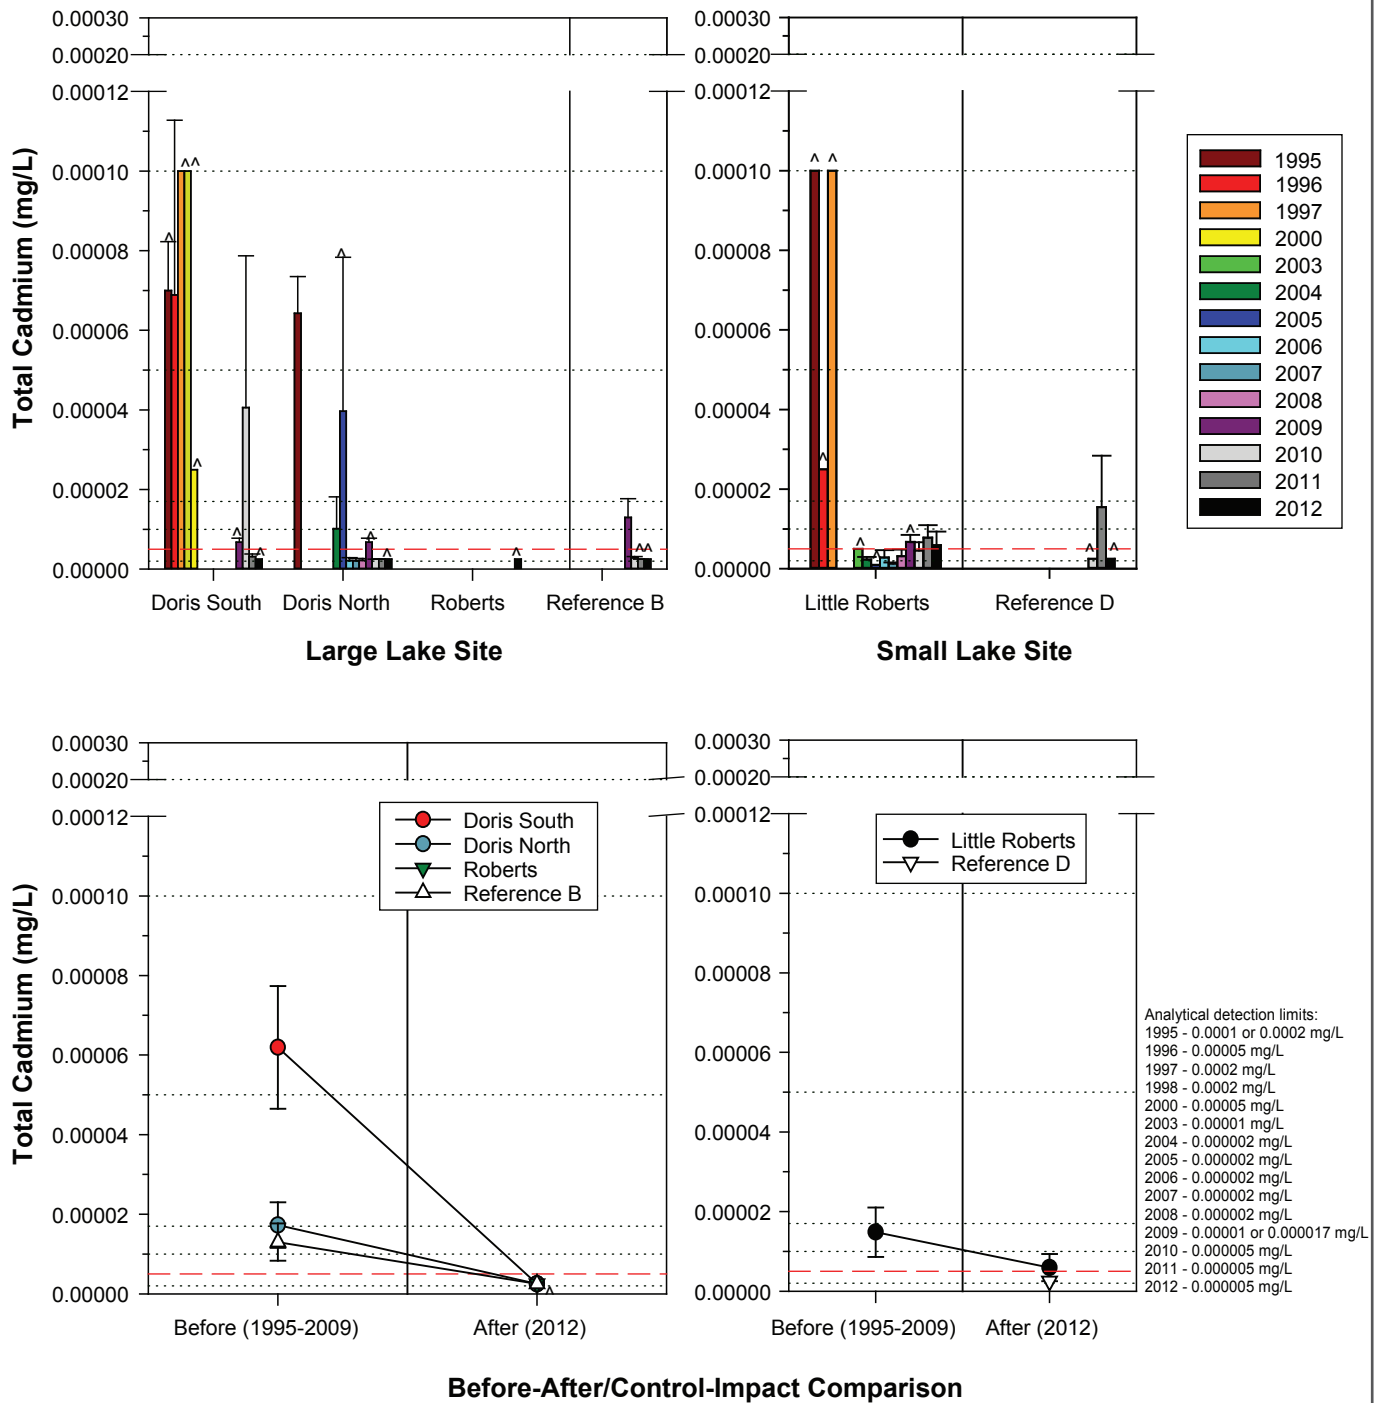 0.00030
0.00020
0.00012
0.00010
0.00008
0.00006
0.00004
0.00002
0.00000
Total Cadmium (mg/L)
^ ^ ^ ^ ^ ^ ^ ^ ^ ^ ^ ^ ^
Doris South Doris North Roberts Reference B
Large Lake Site
0.00030
0.00020
0.00012
0.00010
0.00008
0.00006
0.00004
0.00002
0.00000
^ ^ ^ ^ ^ ^ ^ ^
Little Roberts Reference D
Small Lake Site
1995
1996
1997
2000
2003
2004
2005
2006
2007
2008
2009
2010
2011
2012
0.00030
0.00020
0.00012
0.00010
0.00008
0.00006
0.00004
0.00002
0.00000
Total Cadmium (mg/L)
Doris South
Doris North
Roberts
Reference B
^
Before (1995-2009) After (2012)
0.00030
0.00020
0.00012
0.00010
0.00008
0.00006
0.00004
0.00002
0.00000
Little Roberts
Reference D
Before (1995-2009) After (2012)
Analytical detection limits:
1995 - 0.0001 or 0.0002 mg/L
1996 - 0.00005 mg/L
1997 - 0.0002 mg/L
1998 - 0.0002 mg/L
2000 - 0.00005 mg/L
2003 - 0.00001 mg/L
2004 - 0.000002 mg/L
2005 - 0.000002 mg/L
2006 - 0.000002 mg/L
2007 - 0.000002 mg/L
2008 - 0.000002 mg/L
2009 - 0.00001 or 0.000017 mg/L
2010 - 0.000005 mg/L
2011 - 0.000005 mg/L
2012 - 0.000005 mg/L
Before-After/Control-Impact Comparison